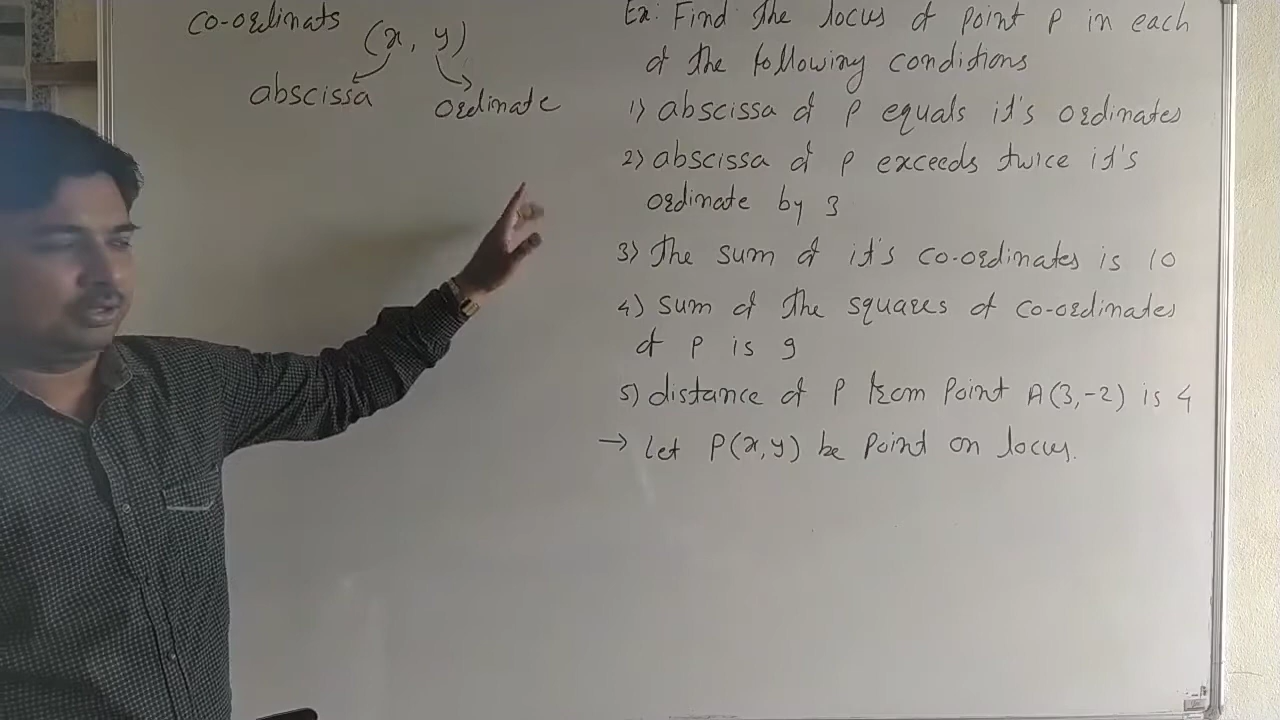 co-ordinats (x, y)
abscissa ordinate
Ex: Find the locus of point P in each
of the following conditions
1) abscissa of P equals it's ordinates
2) abscissa of P exceeds twice it's
ordinate by 3
3) The sum of it's co-ordinates is 10
4) sum of the squares of co-ordinates
of P is 9
5) distance of P from Point A(3,-2) is 4
→ Let P(x,y) be Point on locus.